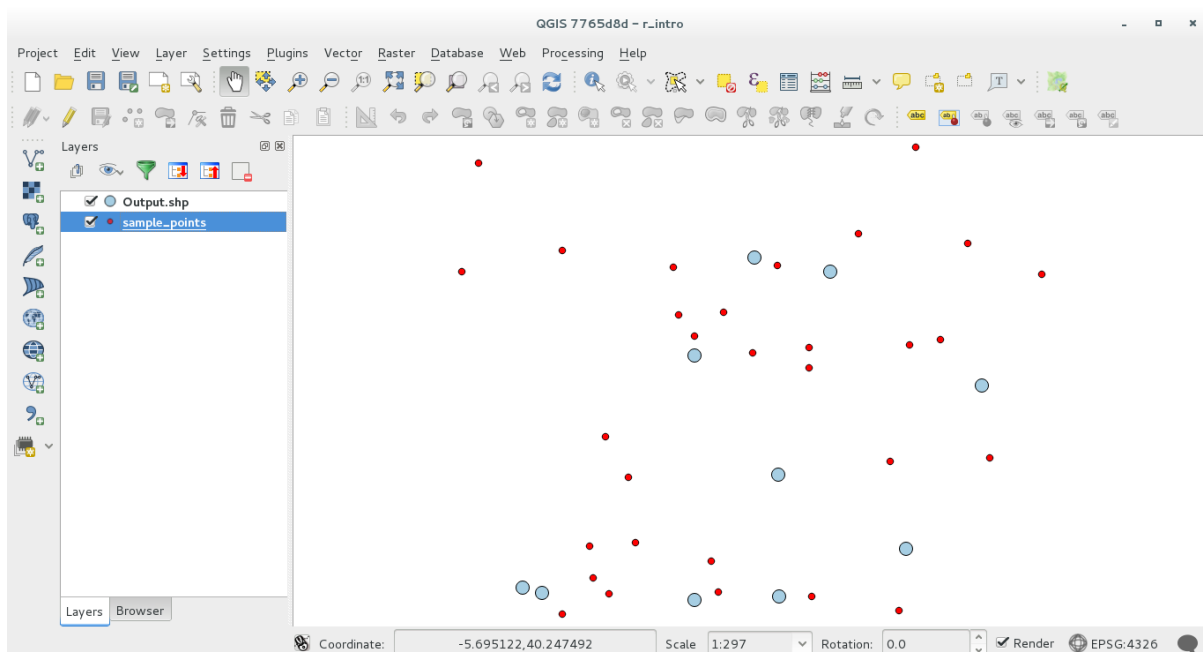 QGIS 7765d8d – r_intro
Project Edit View Layer Settings Plugins Vector Raster Database Web Processing Help
Layers
Output.shp
sample_points
Layers Browser
Coordinate: -5.695122,40.247492 Scale 1:297 Rotation: 0.0 Render EPSG:4326